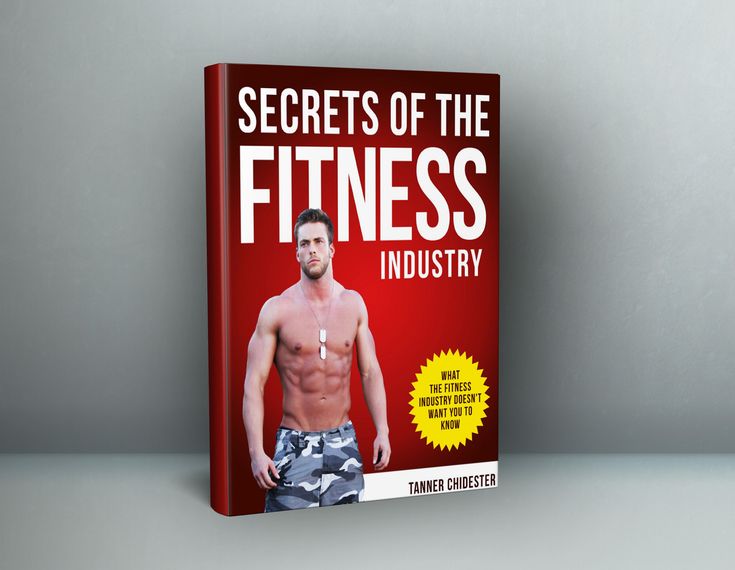 SECRETS OF THE
FITNESS
INDUSTRY
WHAT
THE FITNESS
INDUSTRY DOESN'T
WANT YOU TO
KNOW
TANNER CHIDESTER